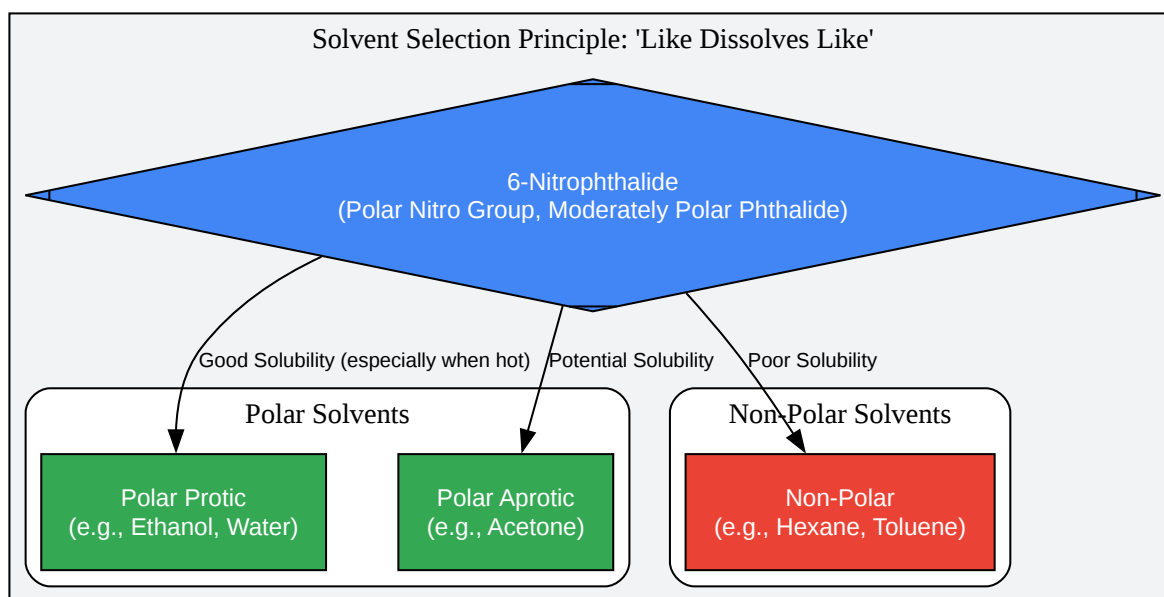 Solvent Selection Principle: 'Like Dissolves Like'
6-Nitrophthalide
(Polar Nitro Group, Moderately Polar Phthalide)
Good Solubility (especially when hot)
Potential Solubility
Poor Solubility
Polar Solvents
Non-Polar Solvents
Polar Protic
(e.g., Ethanol, Water)
Polar Aprotic
(e.g., Acetone)
Non-Polar
(e.g., Hexane, Toluene)